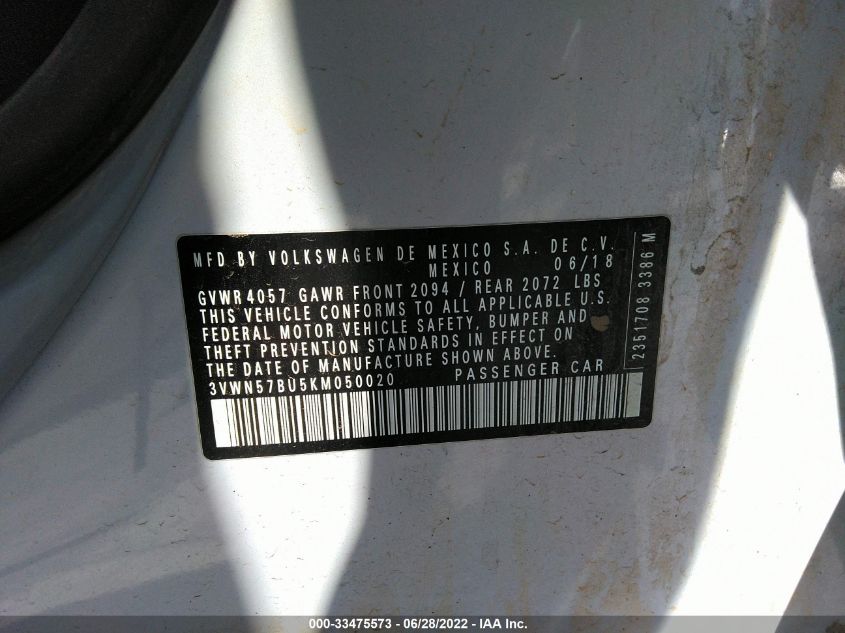 MFD BY VOLKSWAGEN DE MEXICO S.A. DE C.V.
MEXICO 06/18
GVWR 4057 GAWR FRONT 2094 / REAR 2072 LBS
THIS VEHICLE CONFORMS TO ALL APPLICABLE U.S.
FEDERAL MOTOR VEHICLE SAFETY, BUMPER AND
THEFT PREVENTION STANDARDS IN EFFECT ON
THE DATE OF MANUFACTURE SHOWN ABOVE.
3VWN57BU5KM050020 PASSENGER CAR
2351708 3386 M
000-33475573 - 06/28/2022 - IAA Inc.